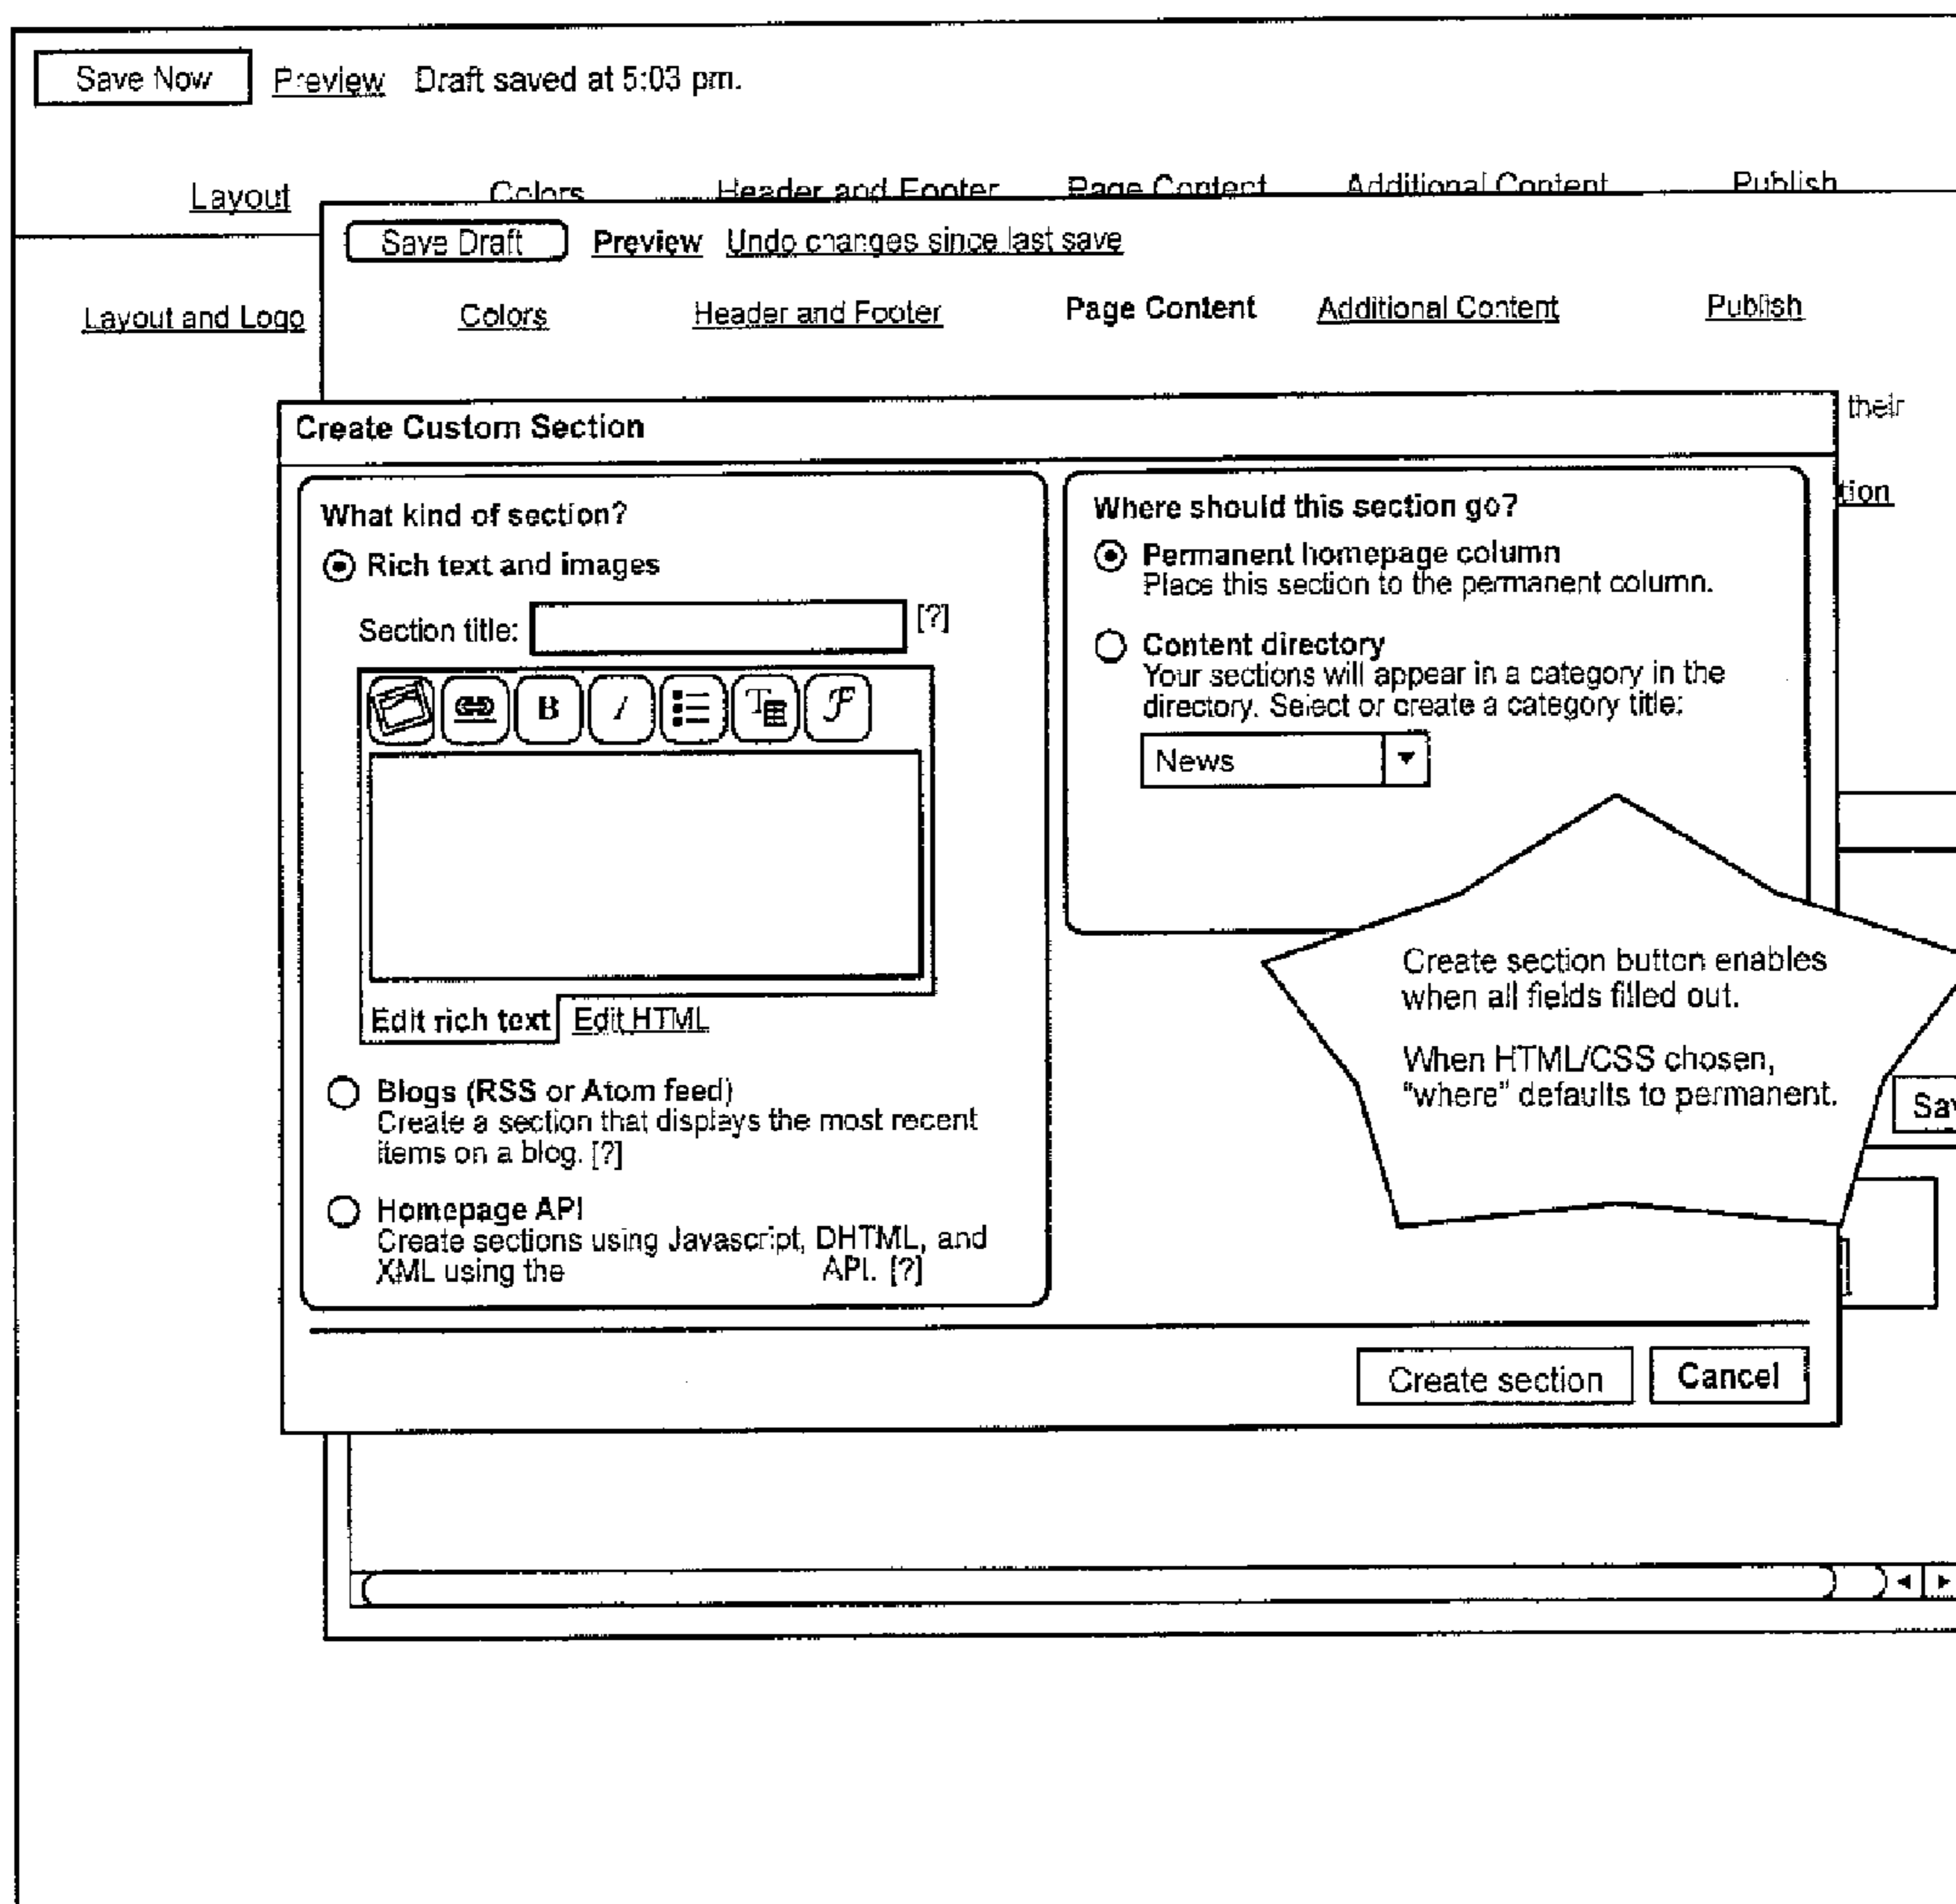 Save Now Preview Draft saved at 5:03 pm.
Layout Colors Header and Footer Page Content Additional Content Publish
Save Draft Preview Undo changes since last save
Layout and Logo Colors Header and Footer Page Content Additional Content Publish
their
tion
Create Custom Section
What kind of section?
Rich text and images
Section title: [?]
B I T F
Edit rich text Edit HTML
Blogs (RSS or Atom feed)
Create a section that displays the most recent
items on a blog. [?]
Homepage API
Create sections using Javascript, DHTML, and
XML using the API. [?]
Where should this section go?
Permanent homepage column
Place this section to the permanent column.
Content directory
Your sections will appear in a category in the
directory. Select or create a category title:
News
Create section button enables
when all fields filled out.
When HTML/CSS chosen,
“where” defaults to permanent.
Sav
Create section Cancel